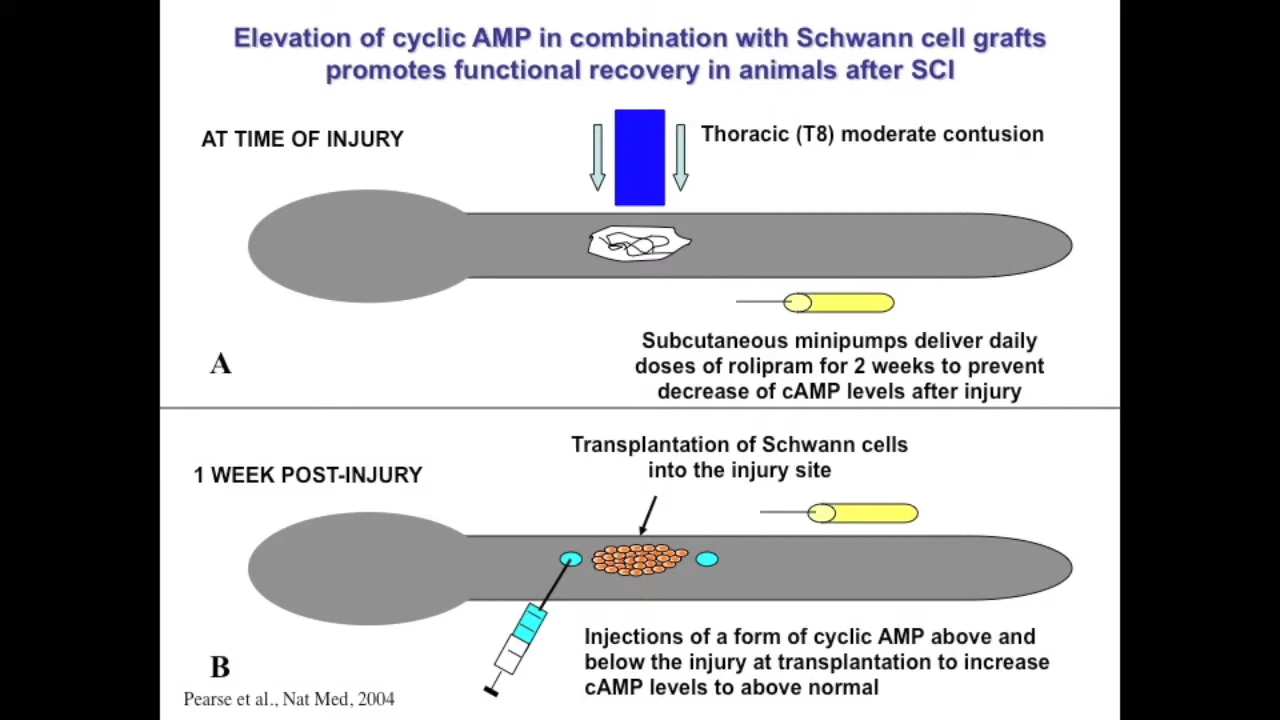 Elevation of cyclic AMP in combination with Schwann cell grafts
promotes functional recovery in animals after SCI
AT TIME OF INJURY
Thoracic (T8) moderate contusion
Subcutaneous minipumps deliver daily
doses of rolipram for 2 weeks to prevent
decrease of cAMP levels after injury
A
Transplantation of Schwann cells
into the injury site
1 WEEK POST-INJURY
Injections of a form of cyclic AMP above and
below the injury at transplantation to increase
cAMP levels to above normal
B
Pearse et al., Nat Med, 2004